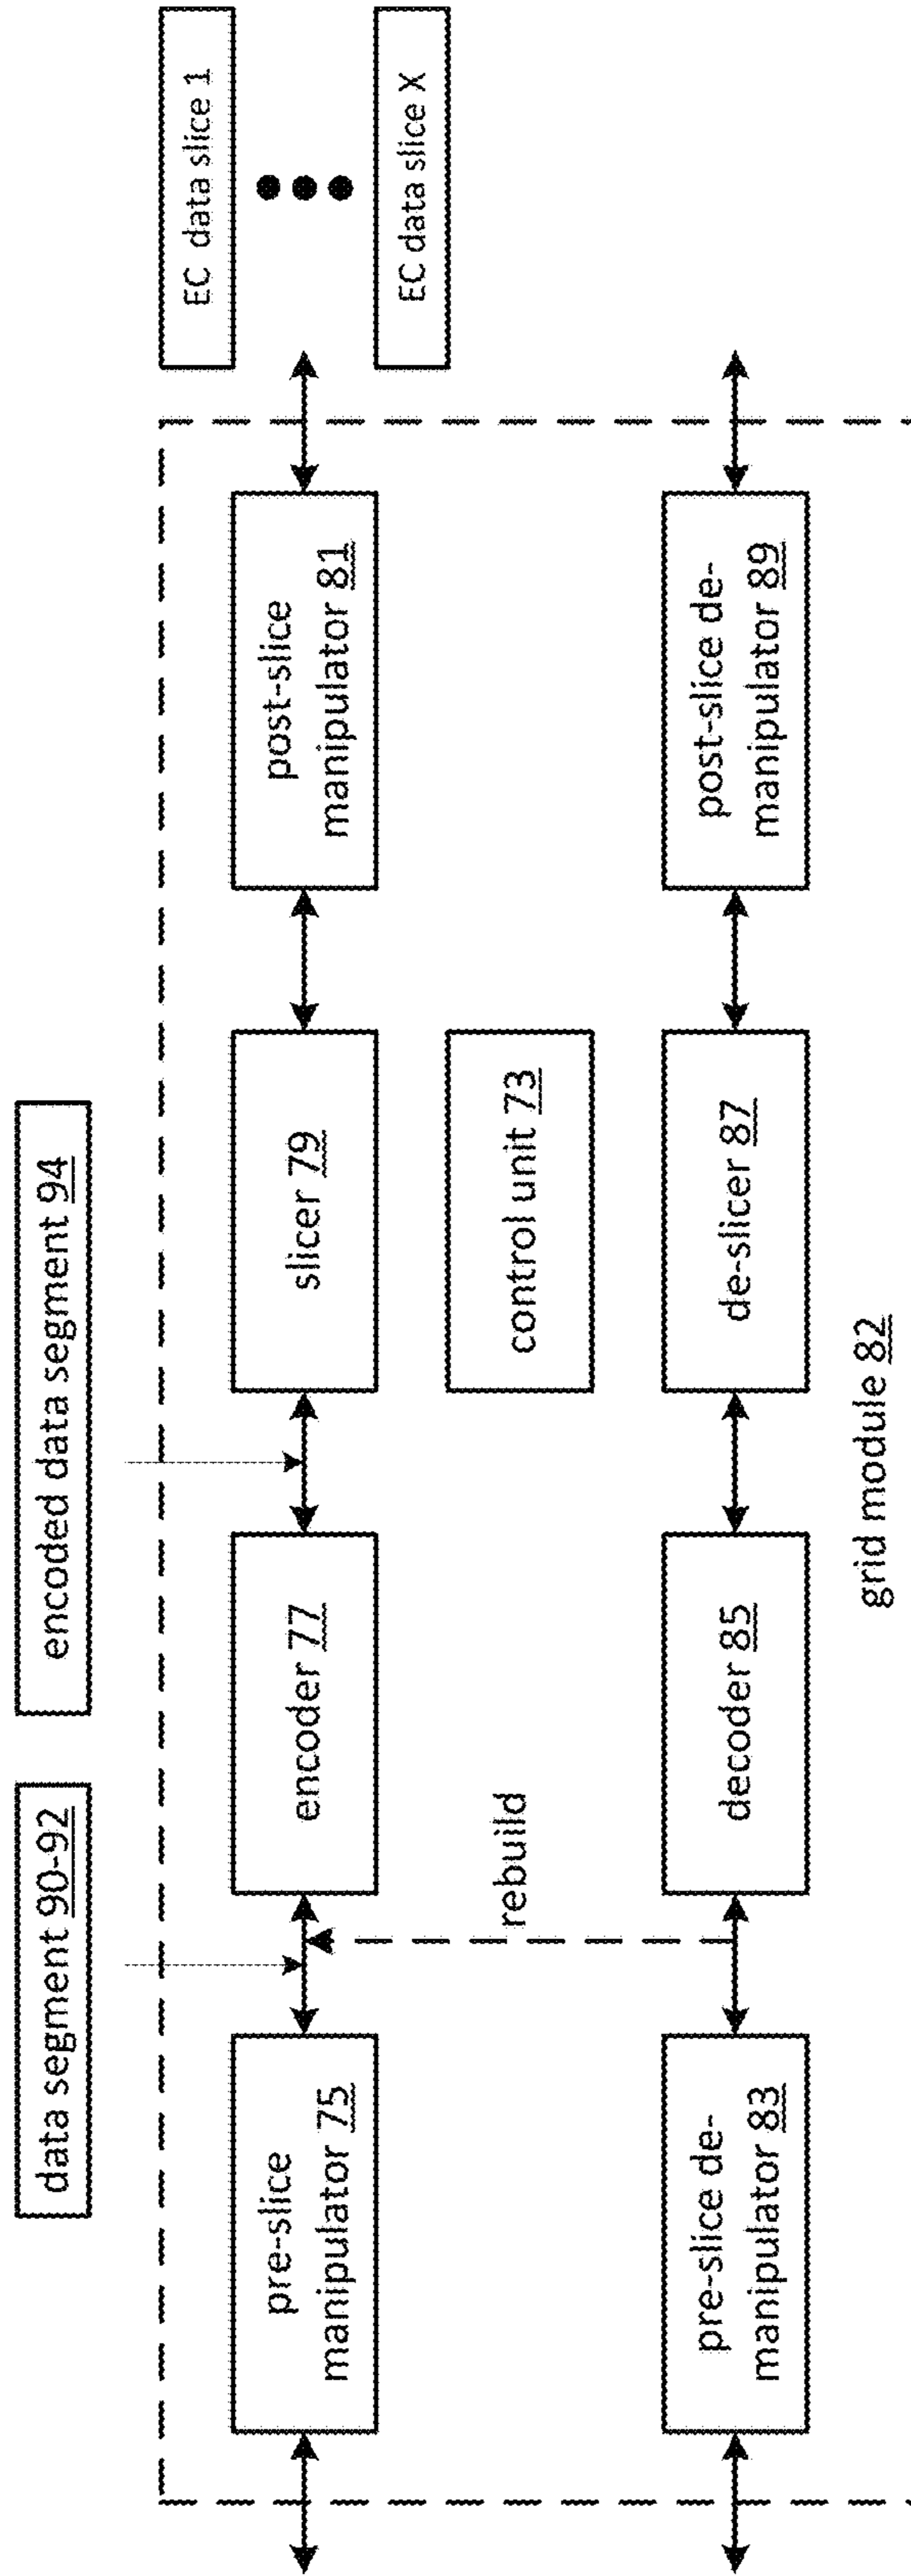 data segment 90-92
encoded data segment 94
EC data slice 1
EC data slice X
pre-slice
manipulator 75
encoder 77
slicer 79
post-slice
manipulator 81
rebuild
control unit 73
pre-slice de-
manipulator 83
decoder 85
de-slicer 87
post-slice de-
manipulator 89
grid module 82